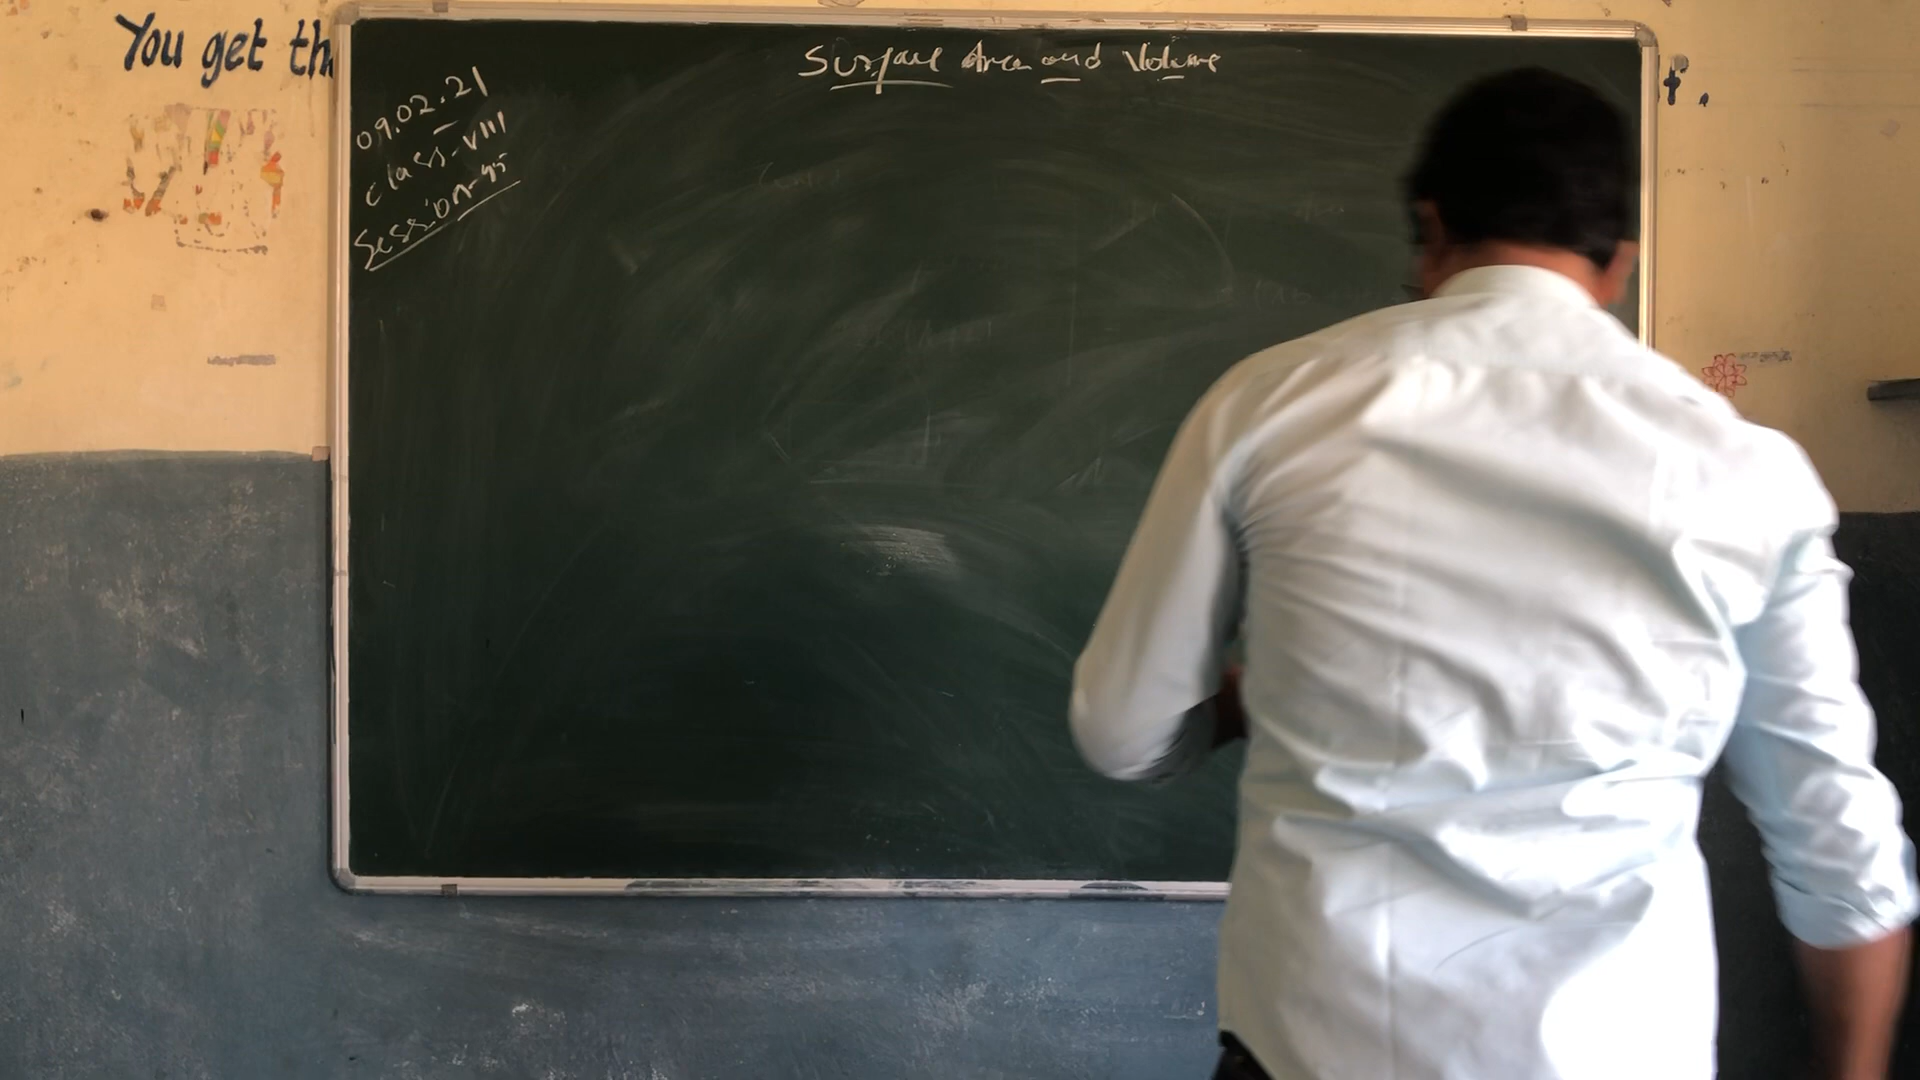 You get th
t.
Surface Area and Volume
09.02.21
class-VIII
Session-45